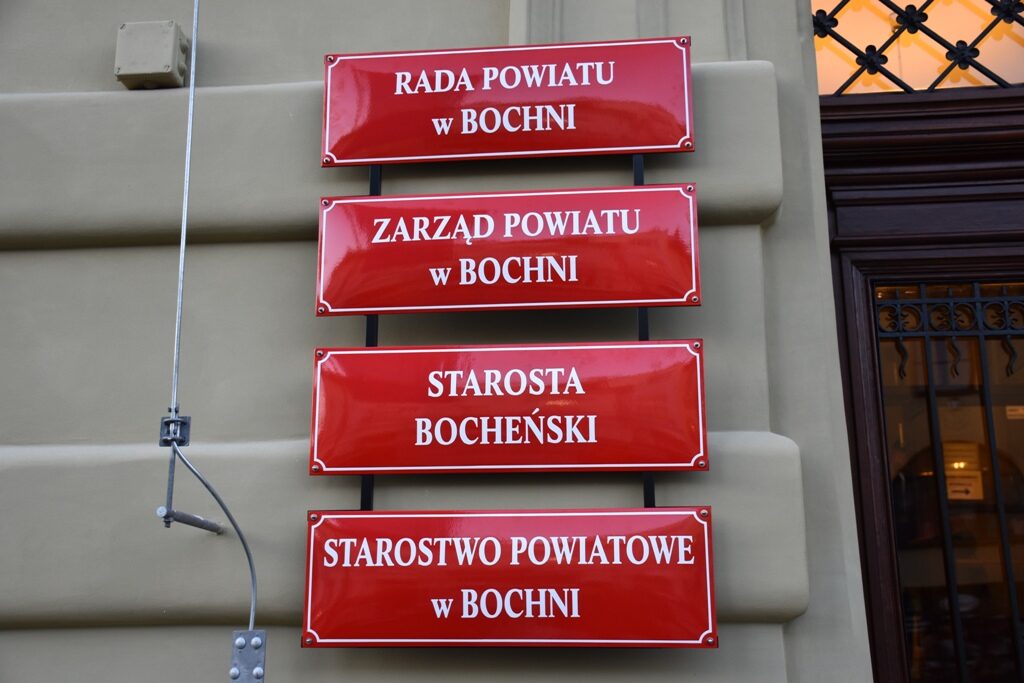 RADA POWIATU
w BOCHNI
ZARZĄD POWIATU
w BOCHNI
STAROSTA
BOCHEŃSKI
STAROSTWO POWIATOWE
w BOCHNI